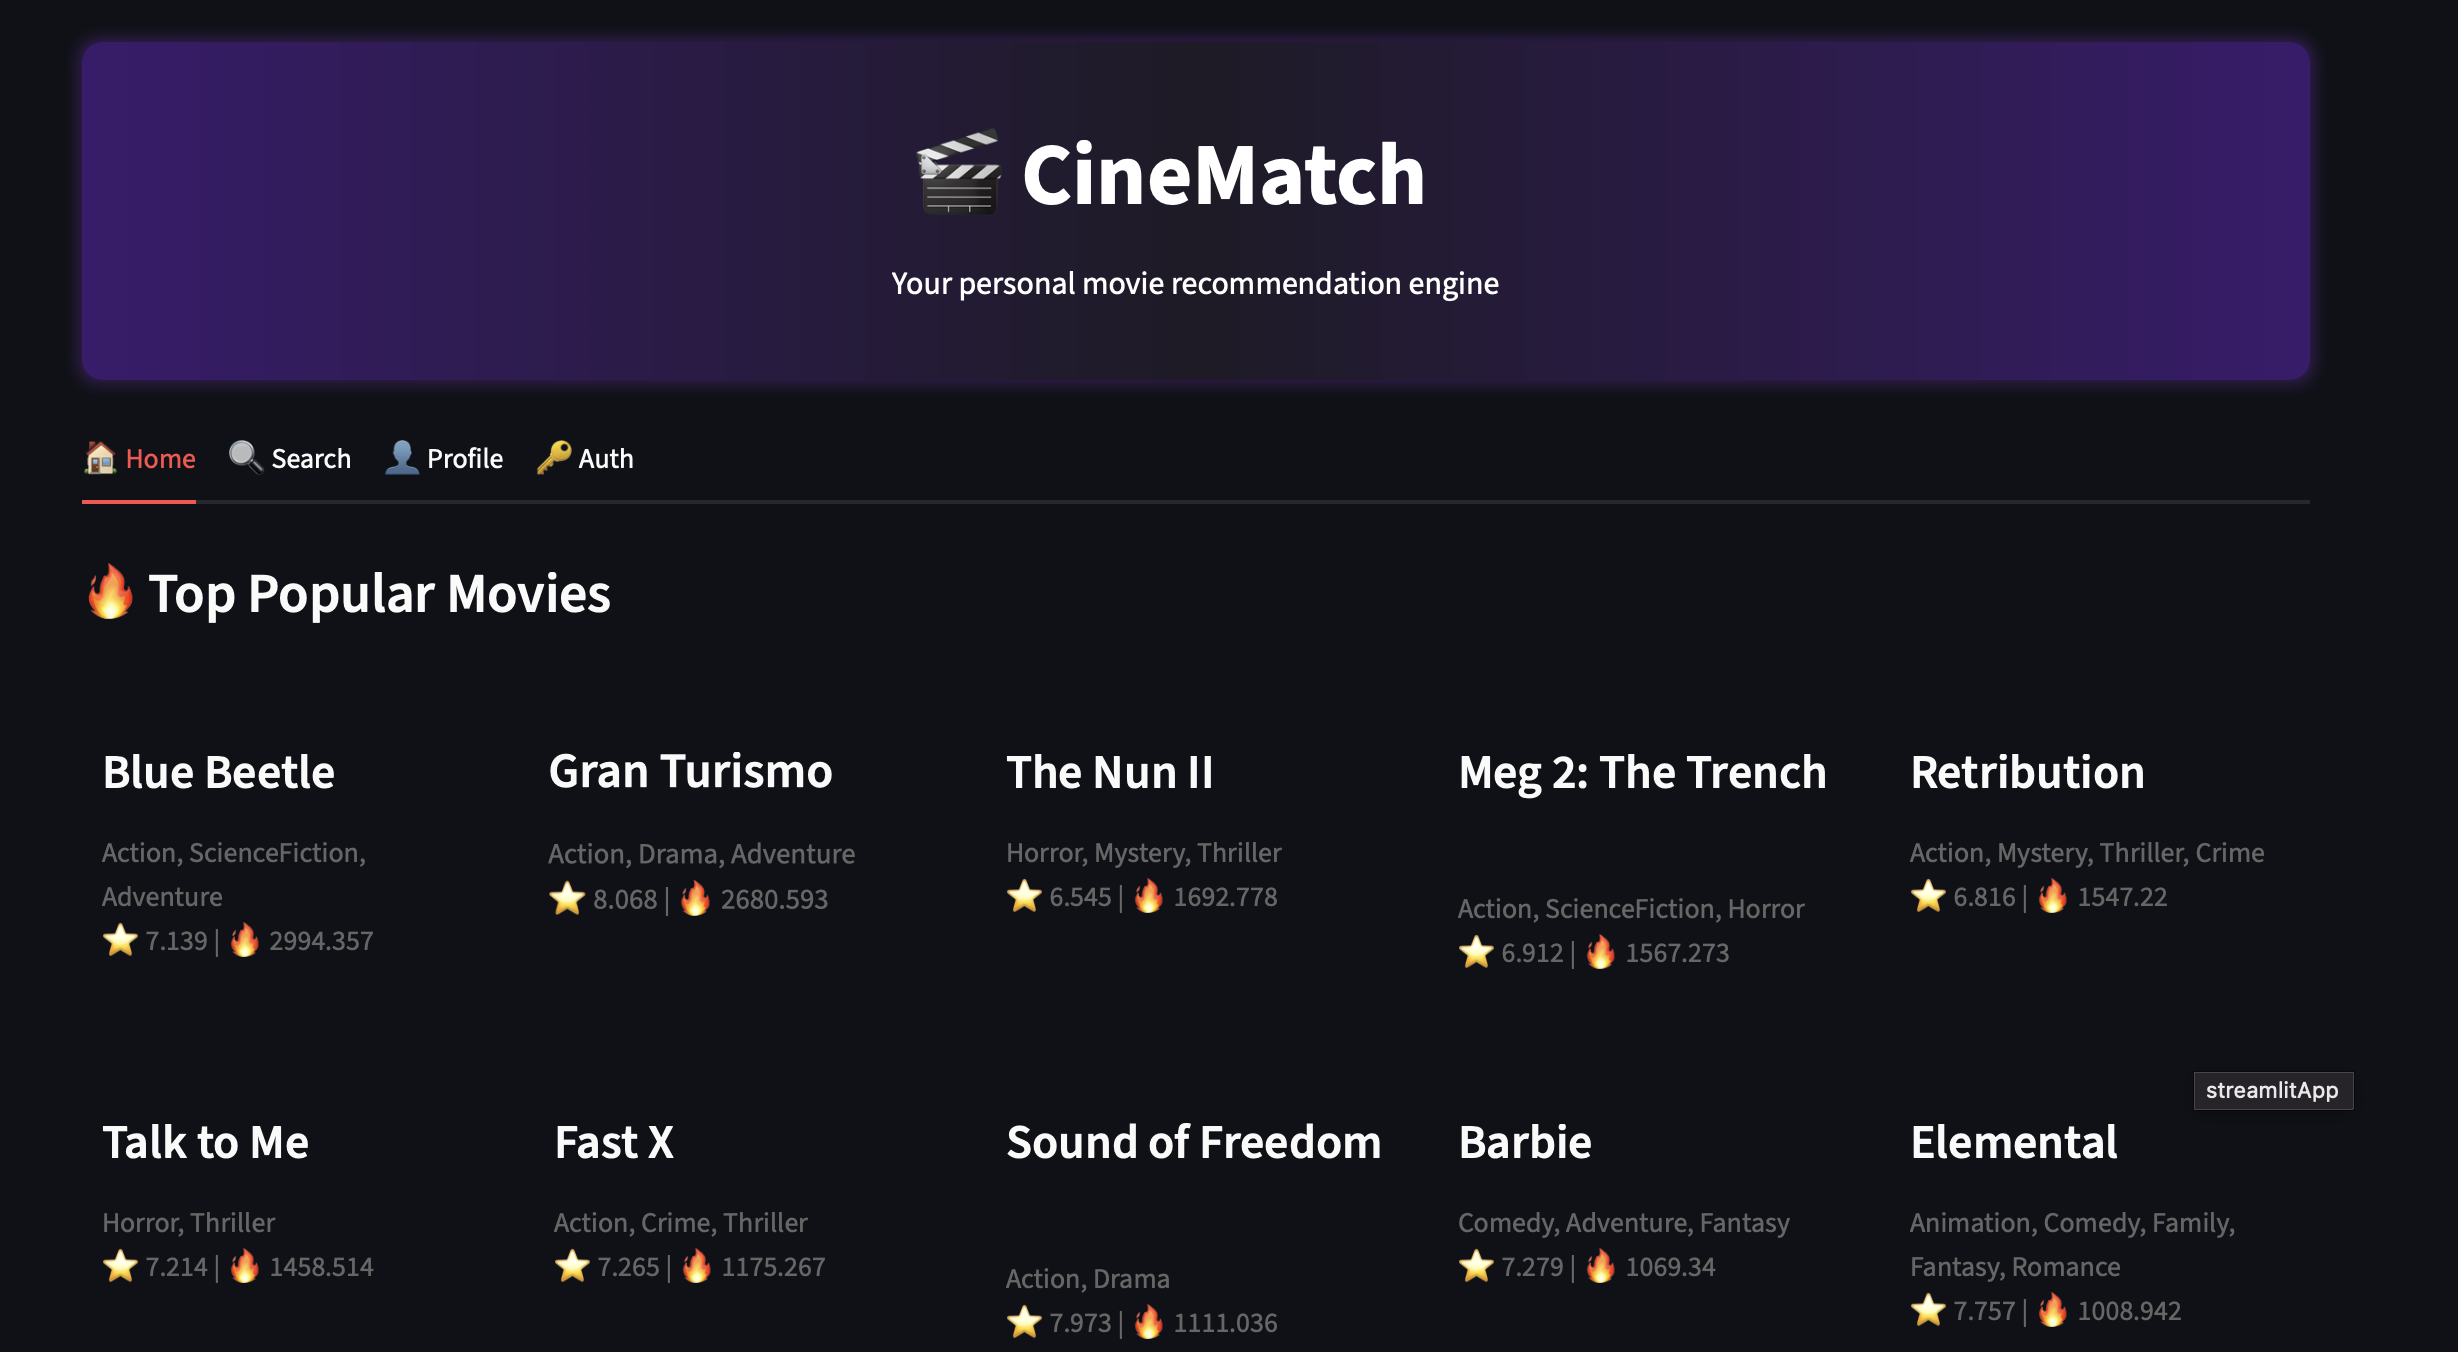 🎬 CineMatch
Your personal movie recommendation engine
🏠 Home 🔍 Search 👤 Profile 🔑 Auth
🔥 Top Popular Movies
Blue Beetle
Action, ScienceFiction,
Adventure
⭐ 7.139 | 🔥 2994.357
Gran Turismo
Action, Drama, Adventure
⭐ 8.068 | 🔥 2680.593
The Nun II
Horror, Mystery, Thriller
⭐ 6.545 | 🔥 1692.778
Meg 2: The Trench
Action, ScienceFiction, Horror
⭐ 6.912 | 🔥 1567.273
Retribution
Action, Mystery, Thriller, Crime
⭐ 6.816 | 🔥 1547.22
streamlitApp
Talk to Me
Horror, Thriller
⭐ 7.214 | 🔥 1458.514
Fast X
Action, Crime, Thriller
⭐ 7.265 | 🔥 1175.267
Sound of Freedom
Action, Drama
⭐ 7.973 | 🔥 1111.036
Barbie
Comedy, Adventure, Fantasy
⭐ 7.279 | 🔥 1069.34
Elemental
Animation, Comedy, Family,
Fantasy, Romance
⭐ 7.757 | 🔥 1008.942